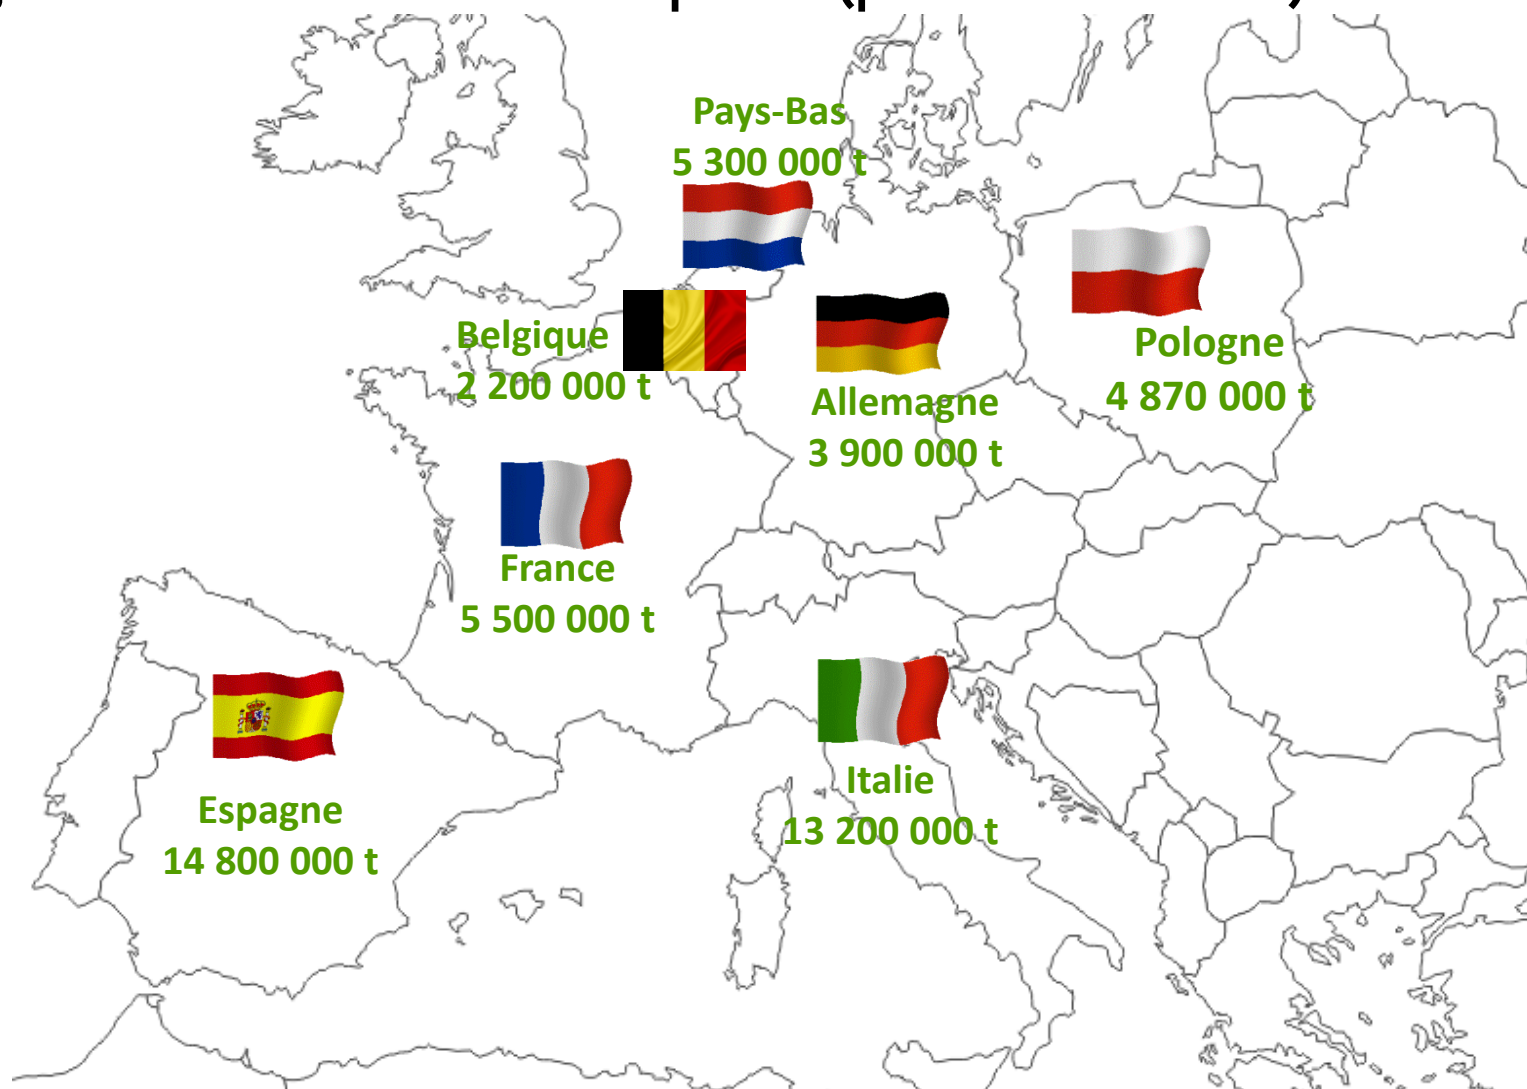 Pays-Bas
5 300 000 t
Belgique
2 200 000 t
Allemagne
3 900 000 t
Pologne
4 870 000 t
France
5 500 000 t
Espagne
14 800 000 t
Italie
13 200 000 t